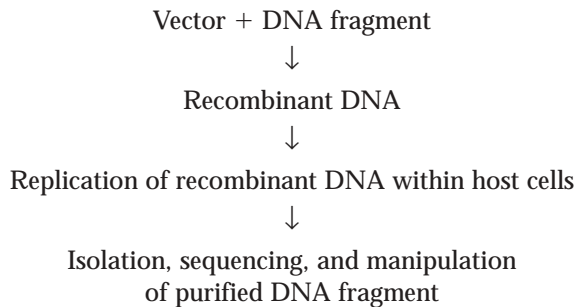 Vector + DNA fragment
↓
Recombinant DNA
↓
Replication of recombinant DNA within host cells
↓
Isolation, sequencing, and manipulation
of purified DNA fragment